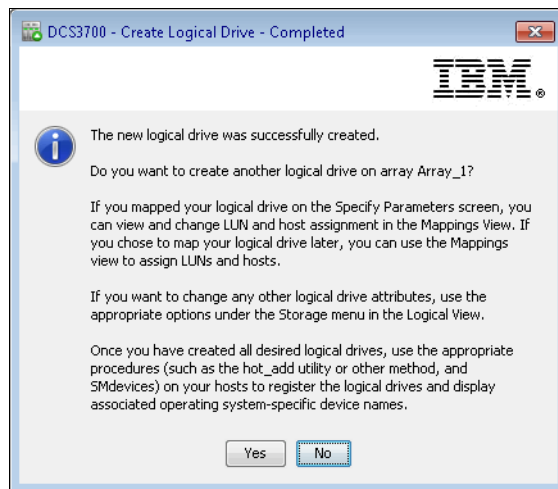 DCS3700 - Create Logical Drive - Completed
IBM®
The new logical drive was successfully created.
Do you want to create another logical drive on array Array_1?
If you mapped your logical drive on the Specify Parameters screen, you
can view and change LUN and host assignment in the Mappings View. If
you chose to map your logical drive later, you can use the Mappings
view to assign LUNs and hosts.
If you want to change any other logical drive attributes, use the
appropriate options under the Storage menu in the Logical View.
Once you have created all desired logical drives, use the appropriate
procedures (such as the hot_add utility or other method, and
SMdevices) on your hosts to register the logical drives and display
associated operating system-specific device names.
Yes No